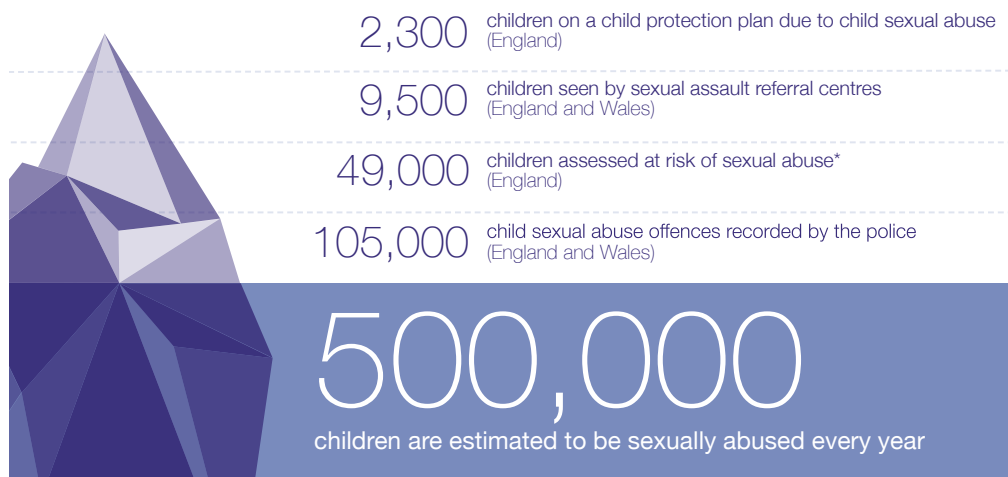 2,300 children on a child protection plan due to child sexual abuse
(England)
9,500 children seen by sexual assault referral centres
(England and Wales)
49,000 children assessed at risk of sexual abuse*
(England)
105,000 child sexual abuse offences recorded by the police
(England and Wales)
500,000
children are estimated to be sexually abused every year